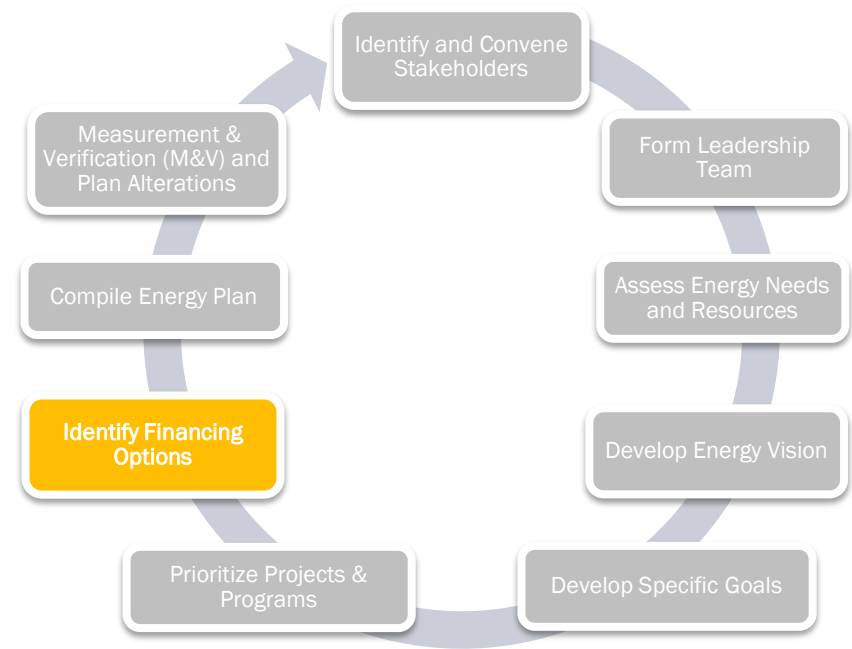 Identify and Convene
Stakeholders
Form Leadership
Team
Assess Energy Needs
and Resources
Develop Energy Vision
Develop Specific Goals
Prioritize Projects &
Programs
Identify Financing
Options
Compile Energy Plan
Measurement &
Verification (M&V) and
Plan Alterations